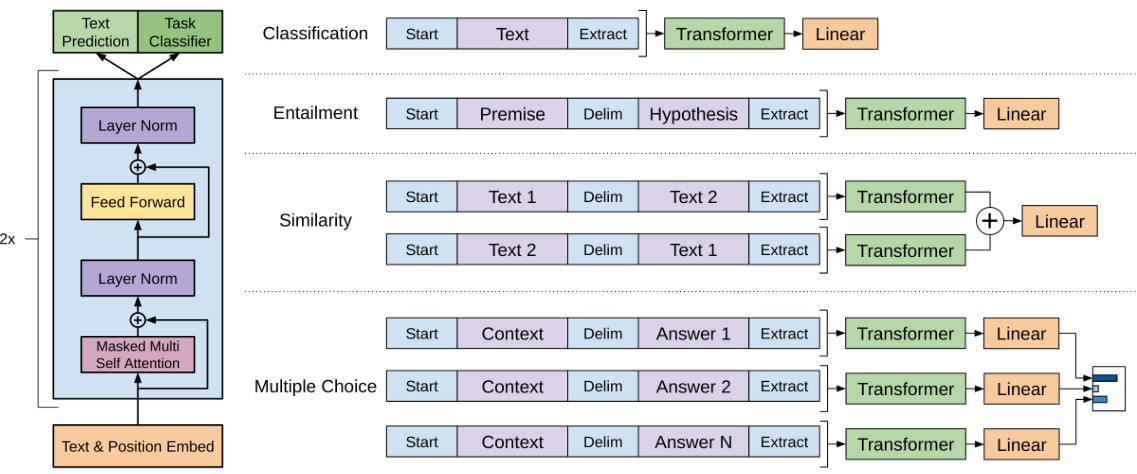 Text
Prediction
Task
Classifier
Layer Norm
+
Feed Forward
2x
Layer Norm
+
Masked Multi
Self Attention
Text & Position Embed
Classification
Start Text Extract Transformer Linear
Entailment
Start Premise Delim Hypothesis Extract Transformer Linear
Similarity
Start Text 1 Delim Text 2 Extract Transformer
+ Linear
Start Text 2 Delim Text 1 Extract Transformer
Multiple Choice
Start Context Delim Answer 1 Extract Transformer Linear
Start Context Delim Answer 2 Extract Transformer Linear
Start Context Delim Answer N Extract Transformer Linear